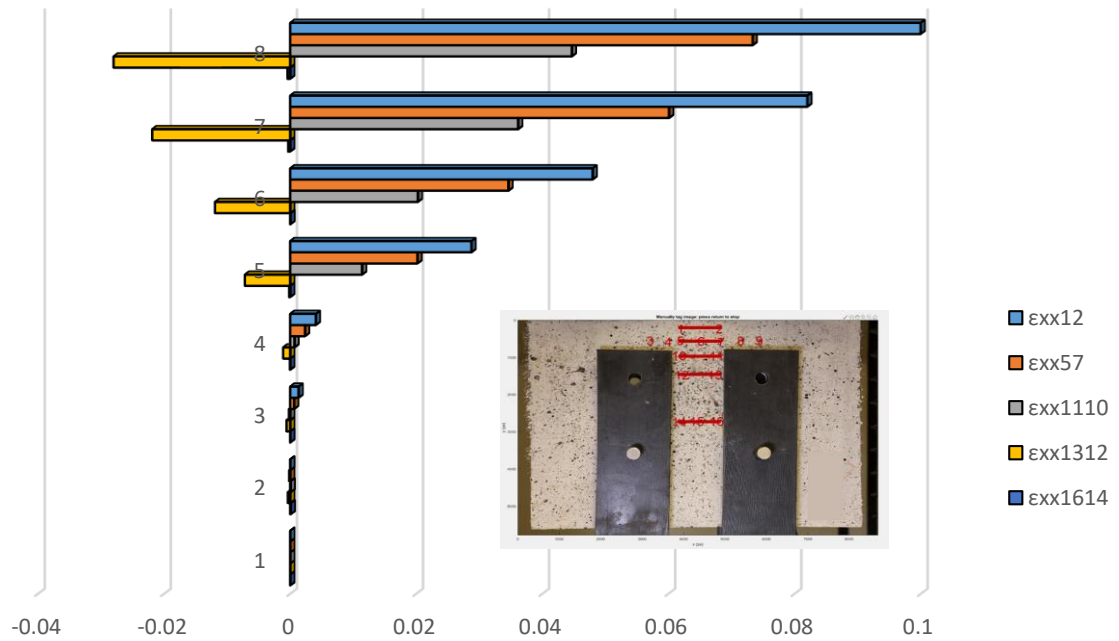 8
7
6
5
4
3
2
1
-0.04 -0.02 0 0.02 0.04 0.06 0.08 0.1
εxx12
εxx57
εxx1110
εxx1312
εxx1614
Manually tag image: press return to stop
3 4 5 6 7 8 9